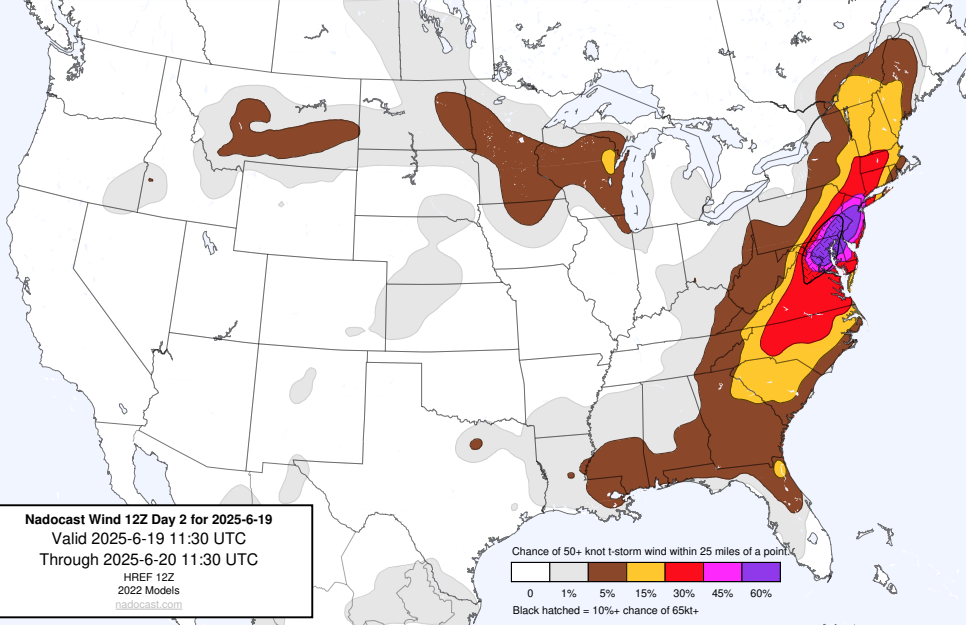 Nadocast Wind 12Z Day 2 for 2025-6-19
Valid 2025-6-19 11:30 UTC
Through 2025-6-20 11:30 UTC
HREF 12Z
2022 Models
nadocast.com
Chance of 50+ knot t-storm wind within 25 miles of a point.
0 1% 5% 15% 30% 45% 60%
Black hatched = 10%+ chance of 65kt+